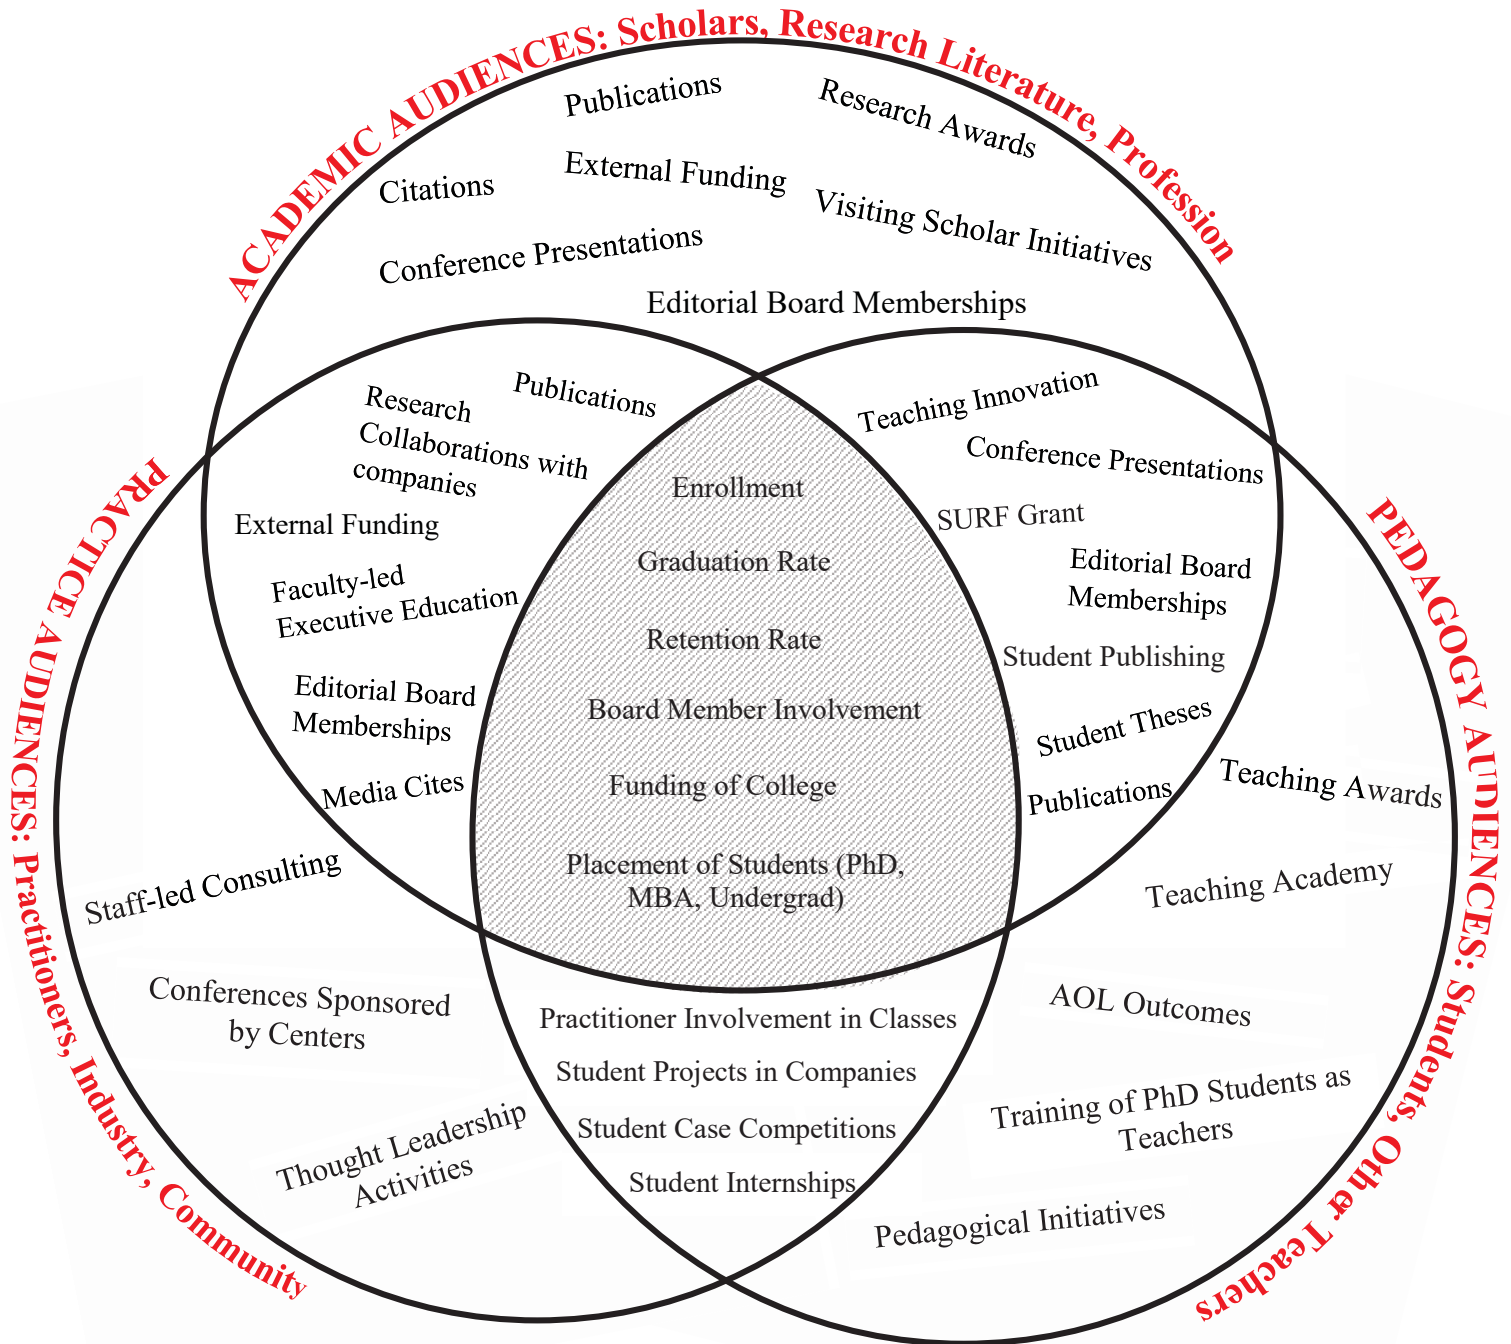 ACADEMIC AUDIENCES: Scholars, Research Literature, Profession
Publications
Research Awards
External Funding
Citations
Visiting Scholar Initiatives
Conference Presentations
Editorial Board Memberships
PRACTICE AUDIENCES: Practitioners, Industry, Community
Publications
Research
Collaborations with
companies
External Funding
Faculty-led
Executive Education
Editorial Board
Memberships
Media Cites
Enrollment
Graduation Rate
Retention Rate
Board Member Involvement
Funding of College
Placement of Students (PhD,
MBA, Undergrad)
Teaching Innovation
Conference Presentations
SURF Grant
Editorial Board
Memberships
Student Publishing
Student Theses
Publications
PEDAGOGY AUDIENCES: Students, Other Teachers
Teaching Awards
Teaching Academy
AOL Outcomes
Training of PhD Students as
Teachers
Pedagogical Initiatives
Staff-led Consulting
Conferences Sponsored
by Centers
Thought Leadership
Activities
Practitioner Involvement in Classes
Student Projects in Companies
Student Case Competitions
Student Internships